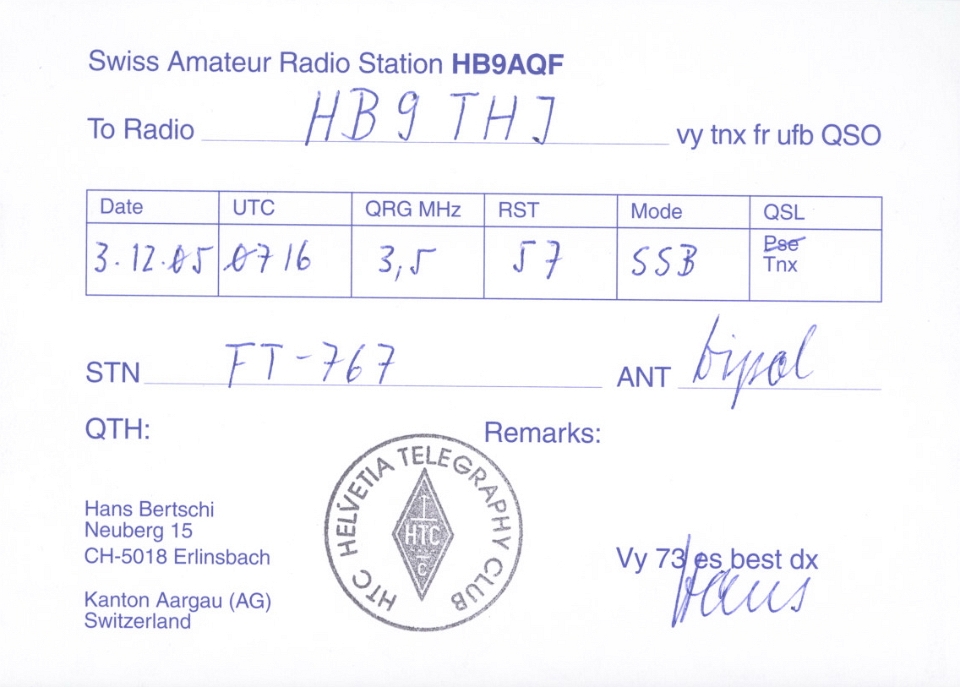 Swiss Amateur Radio Station HB9AQF
To Radio HB9THJ vy tnx fr ufb QSO
Date UTC QRG MHz RST Mode QSL
3.12.05 0716 3,5 57 SSB Pse
Tnx
STN FT-767 ANT bipol
QTH: Remarks:
HTC HELVETIA TELEGRAPHY CLUB
HTC
C
Hans Bertschi
Neuberg 15
CH-5018 Erlinsbach
Vy 73 es best dx
Hans
Kanton Aargau (AG)
Switzerland